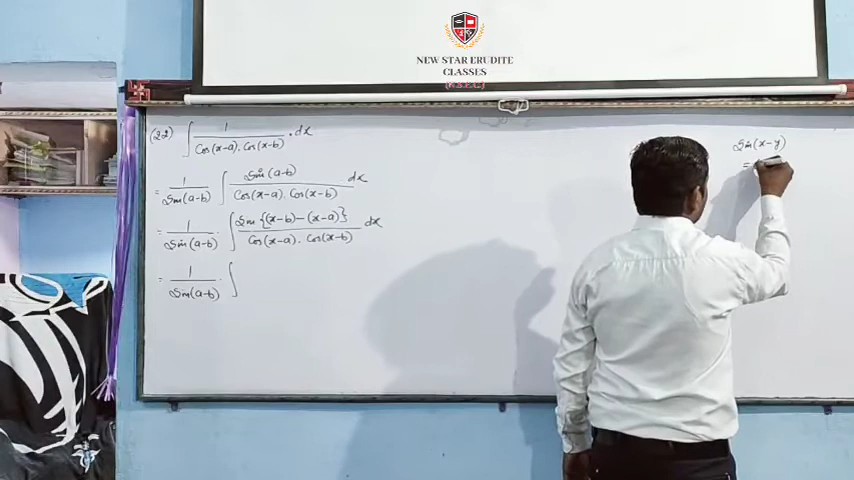 NEW STAR ERUDITE
CLASSES
(N.S.E.C)
(22) ∫ 1 / Cos(x-a). Cos(x-b) . dx
= 1 / Sin(a-b) ∫ Sin(a-b) / Cos(x-a). Cos(x-b) dx
= 1 / Sin(a-b) . ∫ Sin{(x-b)-(x-a)} / Cos(x-a). Cos(x-b) dx
= 1 / Sin(a-b) . ∫
Sin(x-y)
=